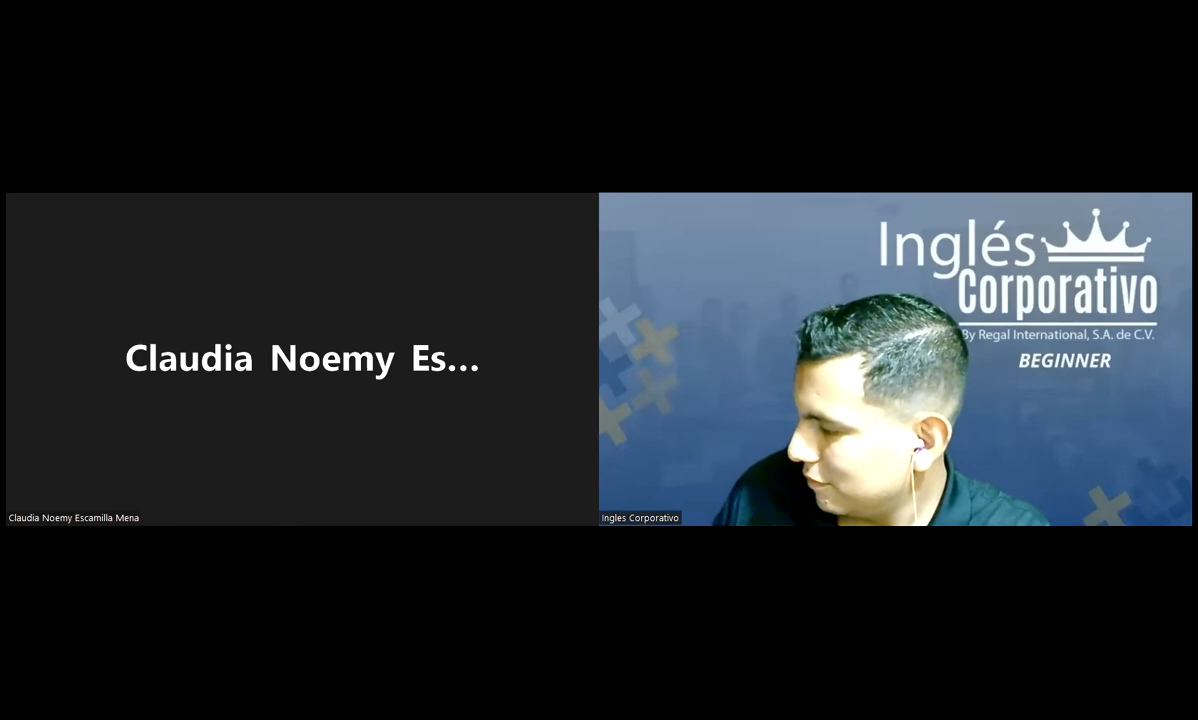 Claudia Noemy Es...
Claudia Noemy Escamilla Mena
Inglés
Corporativo
By Regal International, S.A. de C.V.
BEGINNER
Ingles Corporativo